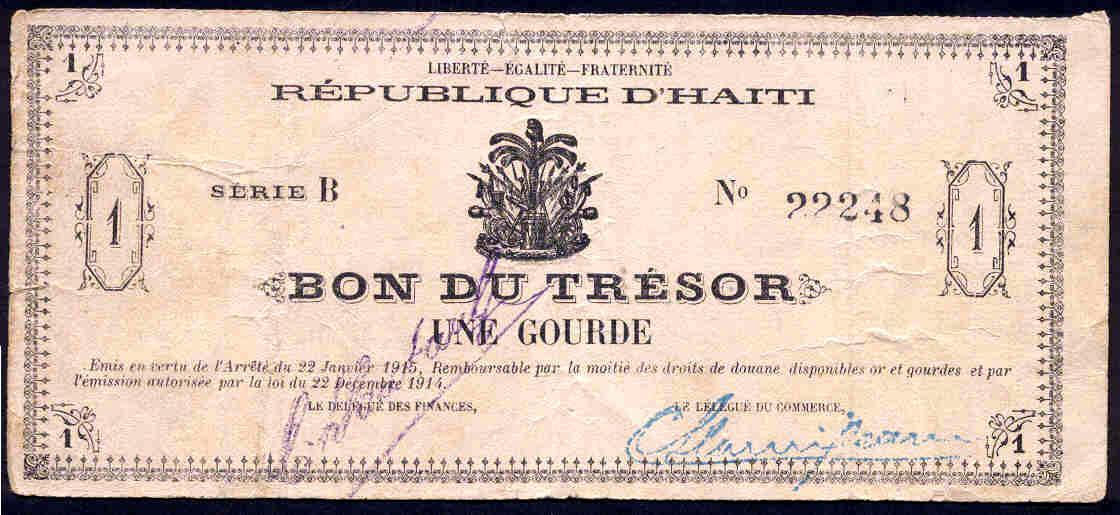 1 1
LIBERTÉ—ÉGALITÉ—FRATERNITÉ
RÉPUBLIQUE D'HAITI
SÉRIE B No 22248
1 1
BON DU TRÉSOR
UNE GOURDE
Emis en vertu de l'Arrêté du 22 Janvier 1915, Remboursable par la moitié des droits de douane disponibles or et gourdes et par
l'émission autorisée par la loi du 22 Décembre 1914.
LE DÉLÉGUÉ DES FINANCES, LE DÉLÉGUÉ DU COMMERCE,
1 1